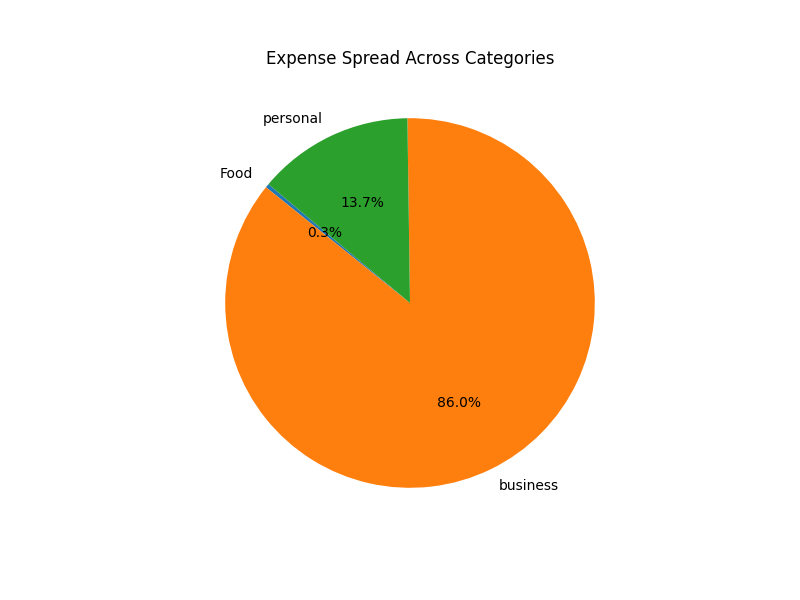 Expense Spread Across Categories
personal
Food
13.7%
0.3%
86.0%
business